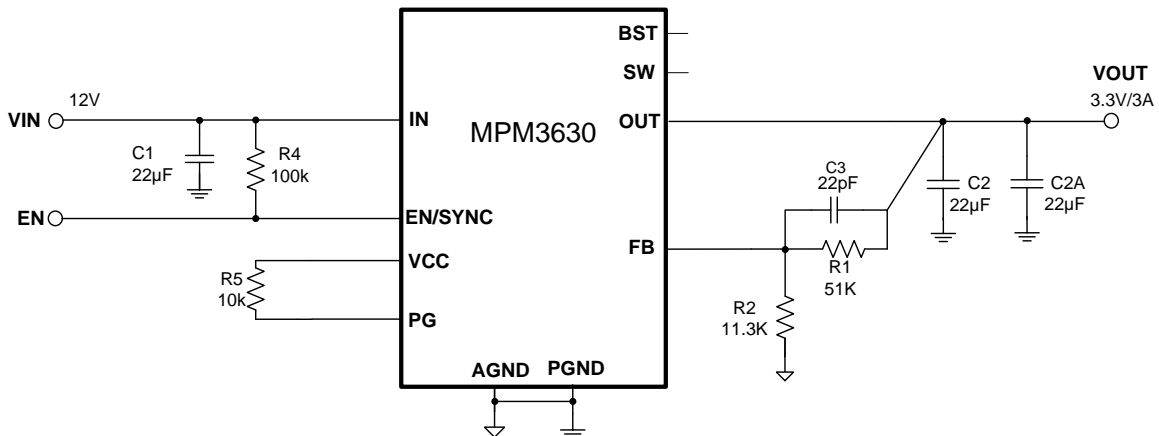 BST
SW
VOUT
3.3V/3A
12V
VIN
IN
MPM3630
OUT
C1
22µF
R4
100k
C3
22pF
C2
22µF
C2A
22µF
EN
EN/SYNC
FB
VCC
R1
51K
R5
10k
R2
11.3K
PG
AGND
PGND